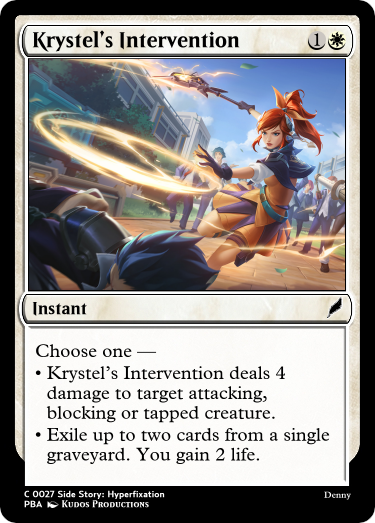 Krystel's Intervention 1
Instant
Choose one —
• Krystel's Intervention deals 4
damage to target attacking,
blocking or tapped creature.
• Exile up to two cards from a single
graveyard. You gain 2 life.
C 0027 Side Story: Hyperfixation
PBA Kudos Productions
Denny